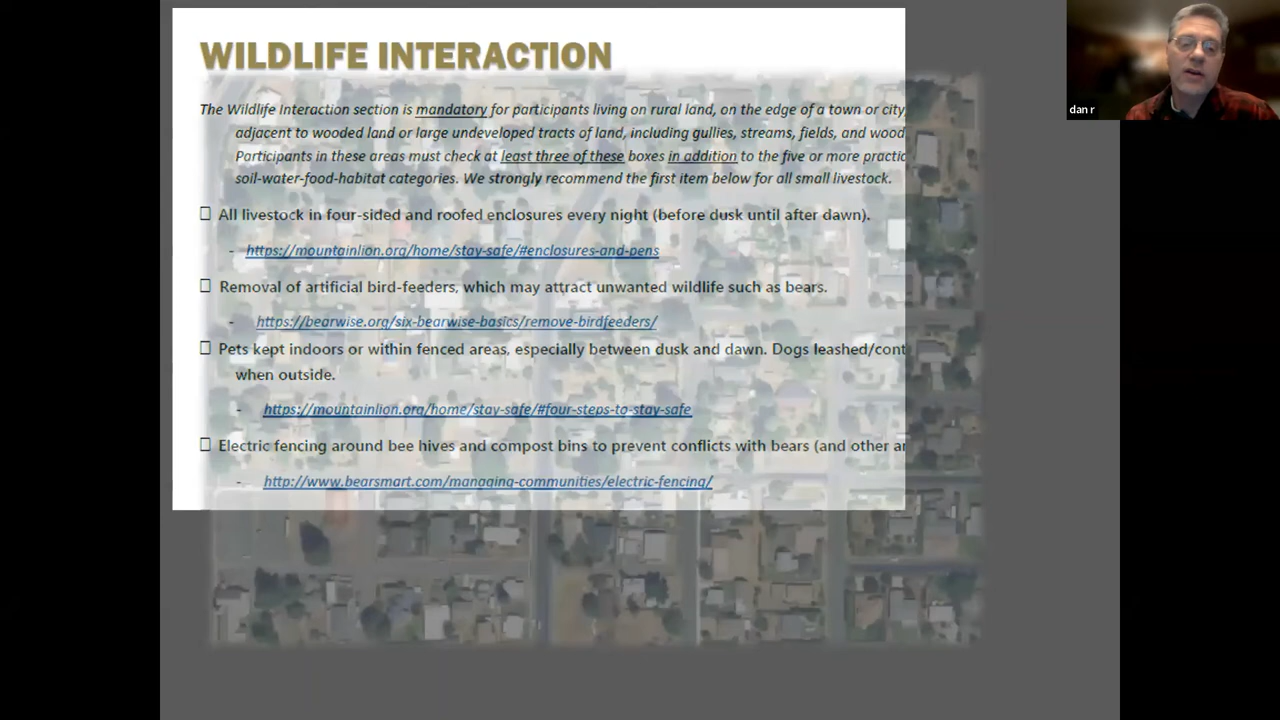 WILDLIFE INTERACTION
The Wildlife Interaction section is mandatory for participants living on rural land, on the edge of a town or city,
adjacent to wooded land or large undeveloped tracts of land, including gullies, streams, fields, and wood
Participants in these areas must check at least three of these boxes in addition to the five or more practic
soil-water-food-habitat categories. We strongly recommend the first item below for all small livestock.
☐ All livestock in four-sided and roofed enclosures every night (before dusk until after dawn).
- https://mountainlion.org/home/stay-safe/#enclosures-and-pens
☐ Removal of artificial bird-feeders, which may attract unwanted wildlife such as bears.
- https://bearwise.org/six-bearwise-basics/remove-birdfeeders/
☐ Pets kept indoors or within fenced areas, especially between dusk and dawn. Dogs leashed/cont
when outside.
- https://mountainlion.org/home/stay-safe/#four-steps-to-stay-safe
☐ Electric fencing around bee hives and compost bins to prevent conflicts with bears (and other an
- http://www.bearsmart.com/managing-communities/electric-fencing/
dan r